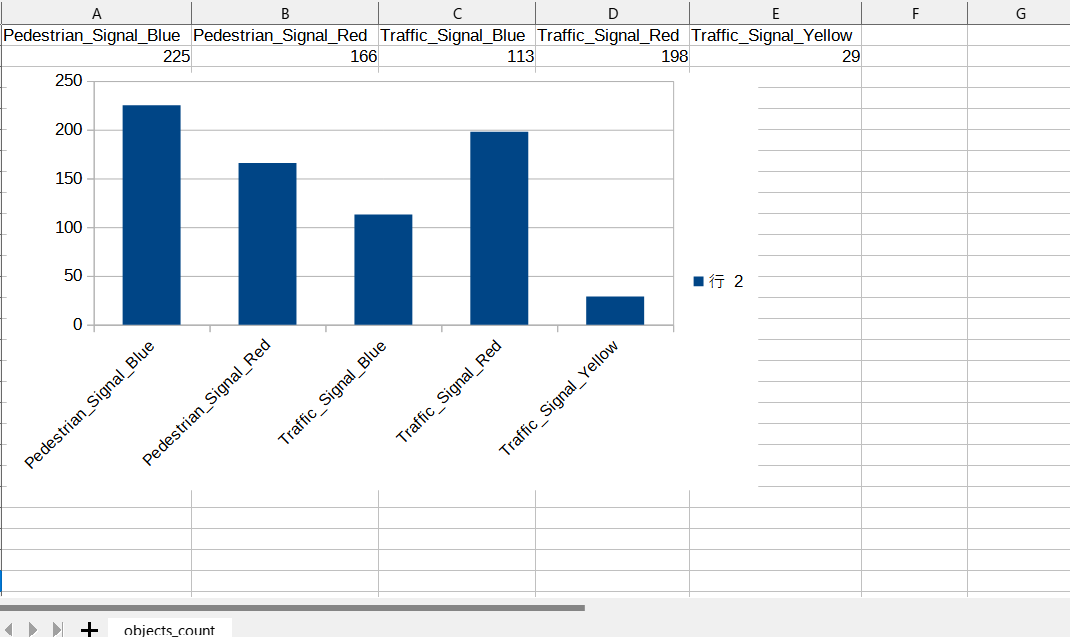 A B C D E F G
Pedestrian_Signal_Blue Pedestrian_Signal_Red Traffic_Signal_Blue Traffic_Signal_Red Traffic_Signal_Yellow
225 166 113 198 29
250
200
150
100
50
0
行 2
Pedestrian_Signal_Blue
Pedestrian_Signal_Red
Traffic_Signal_Blue
Traffic_Signal_Red
Traffic_Signal_Yellow
objects_count